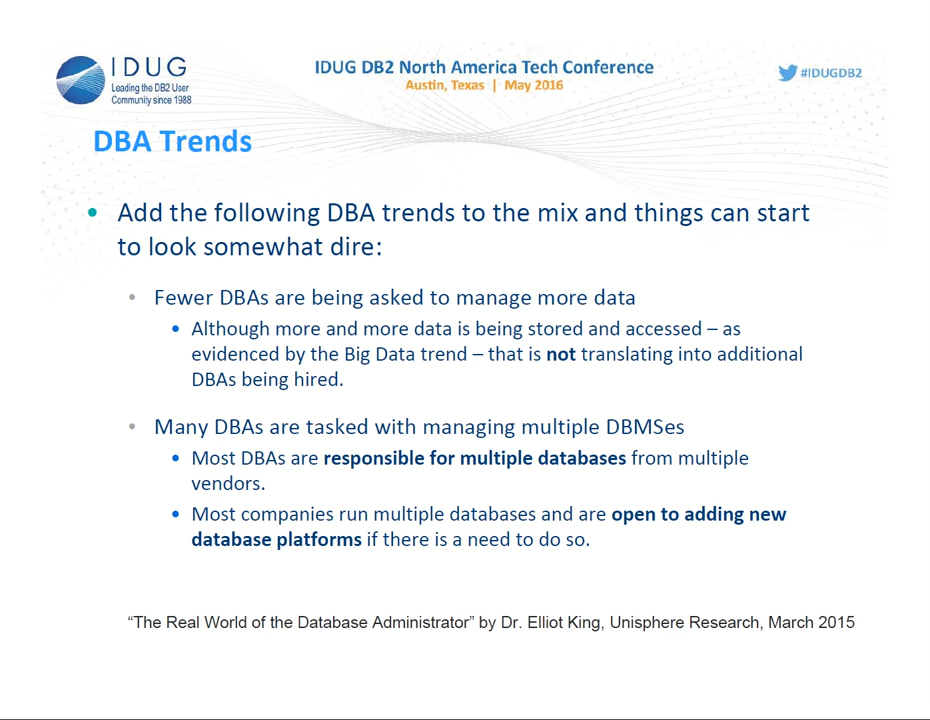 IDUG
Leading the DB2 User
Community since 1988
IDUG DB2 North America Tech Conference
Austin, Texas | May 2016
#IDUGDB2
DBA Trends
• Add the following DBA trends to the mix and things can start
to look somewhat dire:
• Fewer DBAs are being asked to manage more data
• Although more and more data is being stored and accessed – as
evidenced by the Big Data trend – that is not translating into additional
DBAs being hired.
• Many DBAs are tasked with managing multiple DBMSes
• Most DBAs are responsible for multiple databases from multiple
vendors.
• Most companies run multiple databases and are open to adding new
database platforms if there is a need to do so.
“The Real World of the Database Administrator” by Dr. Elliot King, Unisphere Research, March 2015